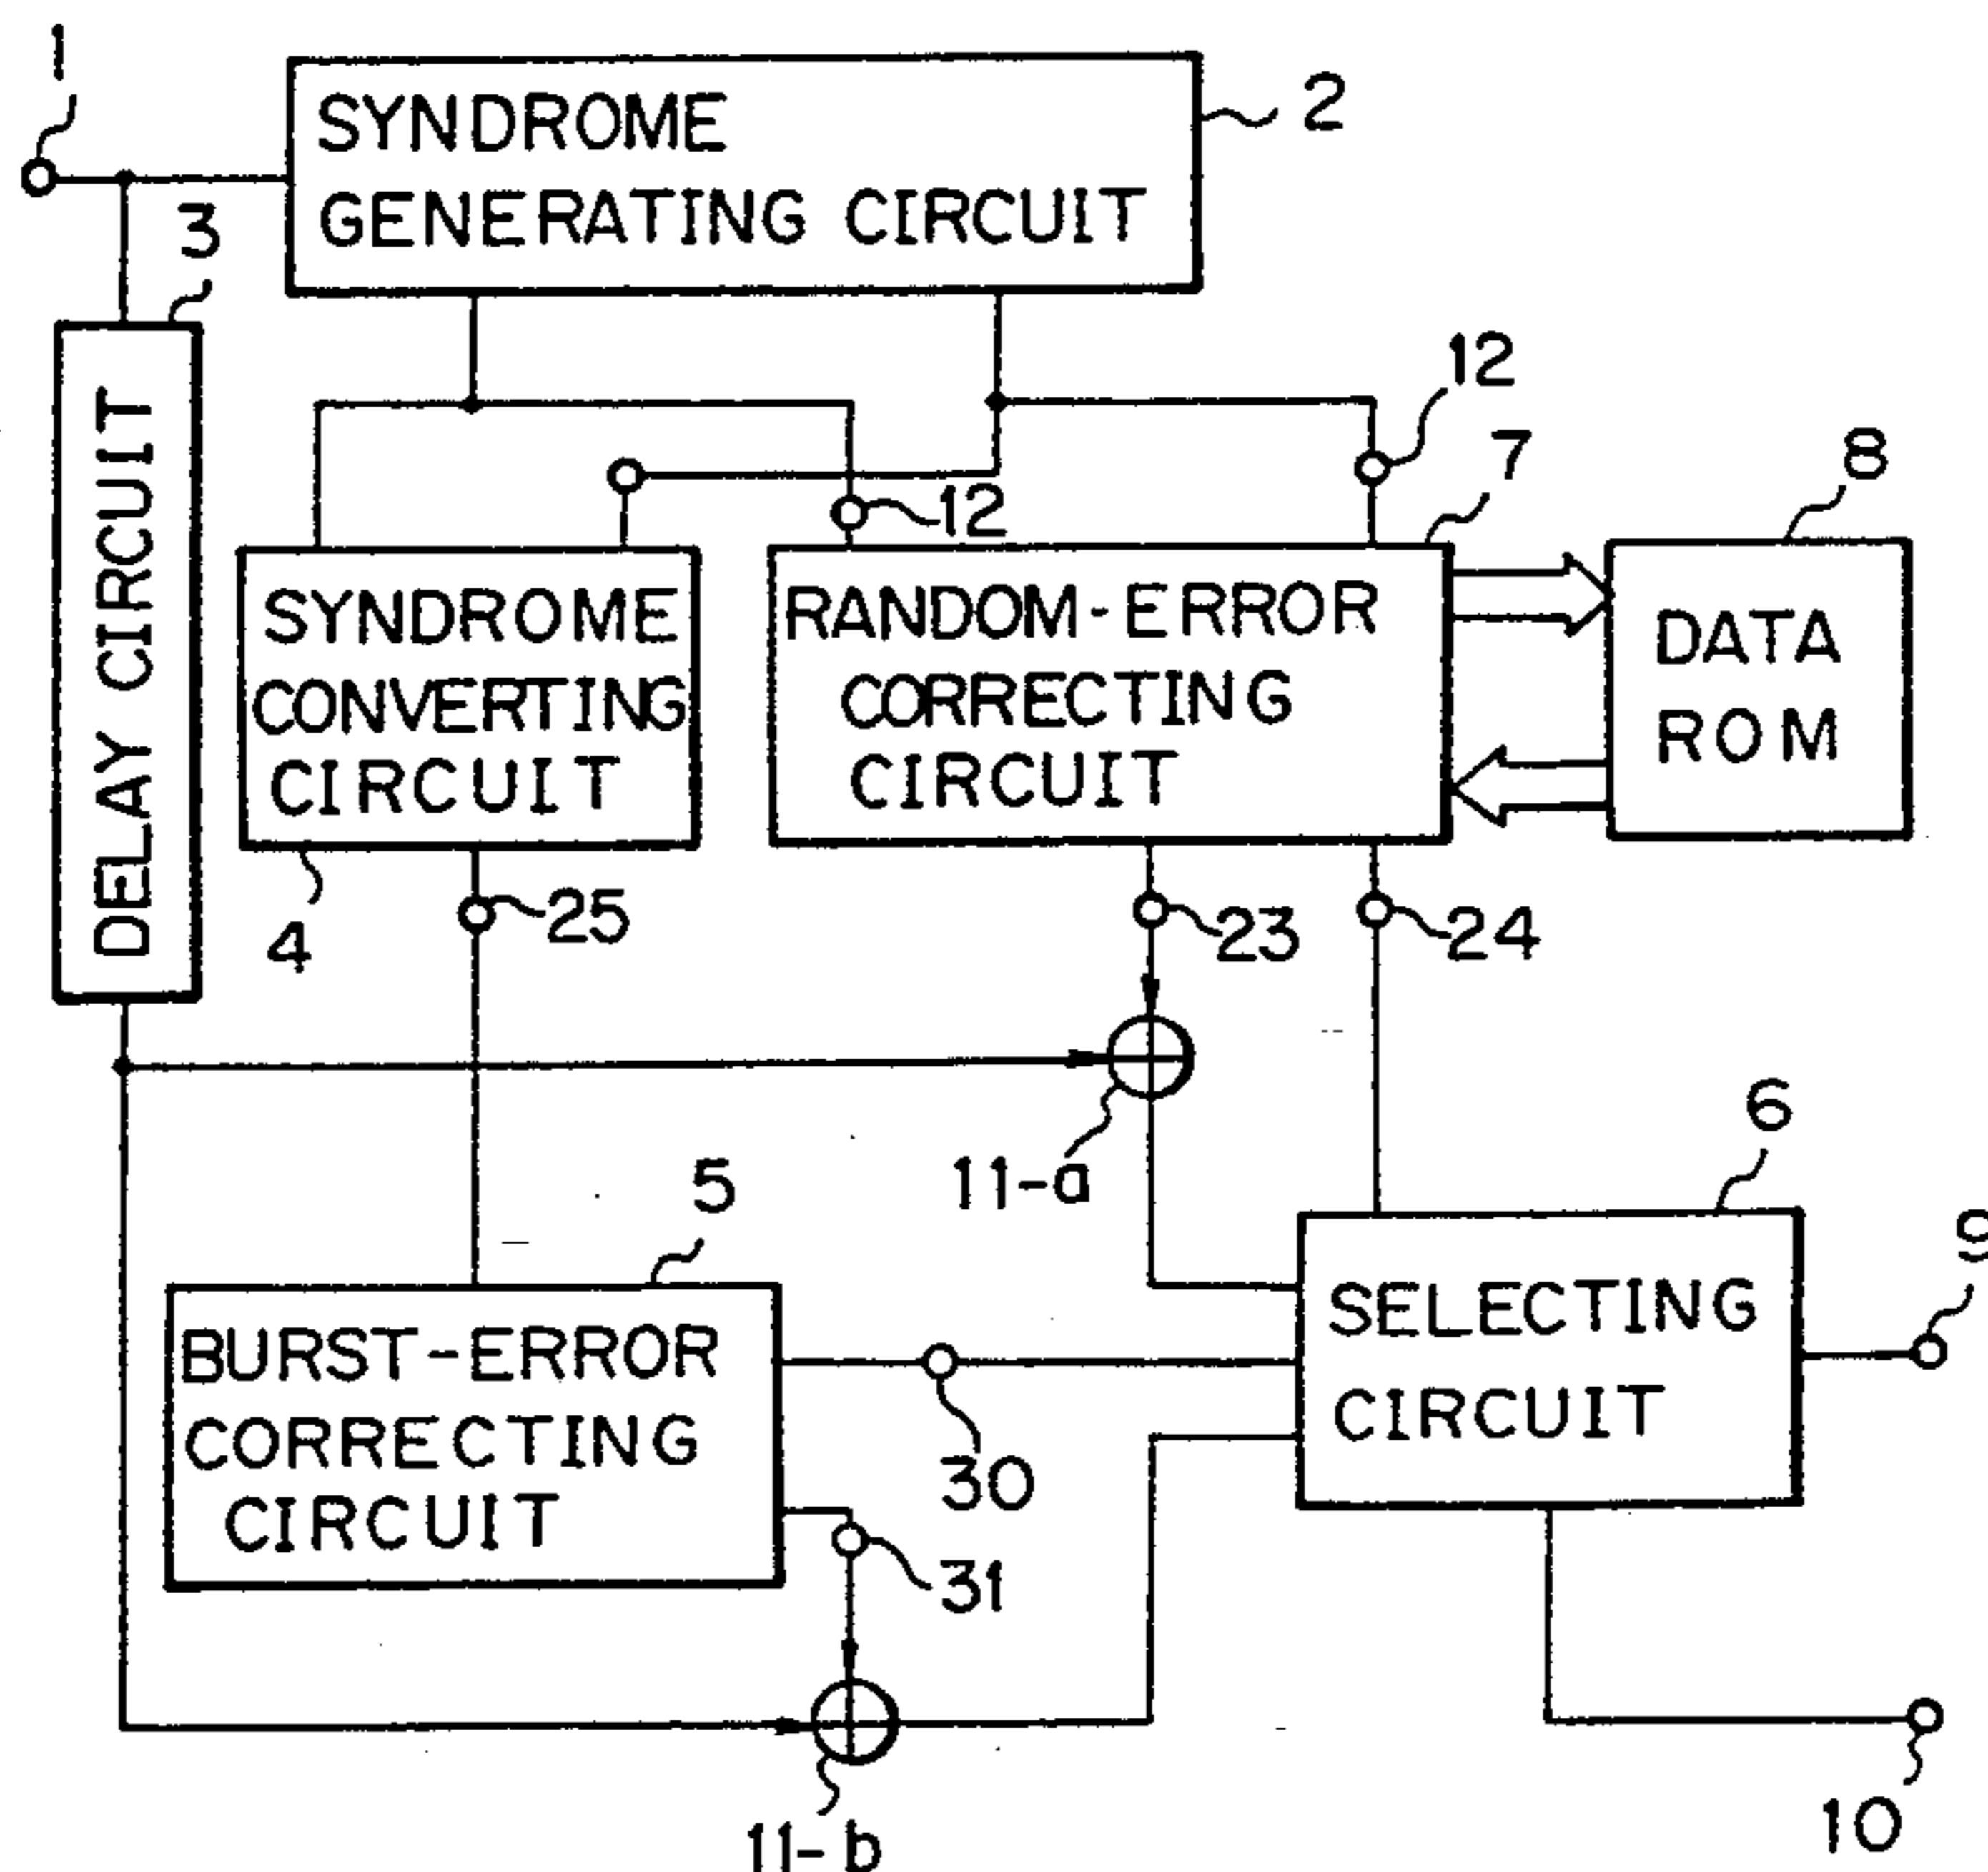 1
2
SYNDROME
GENERATING CIRCUIT
3
DELAY CIRCUIT
12
7
8
12
SYNDROME
CONVERTING
CIRCUIT
4
RANDOM-ERROR
CORRECTING
CIRCUIT
DATA
ROM
25
23
24
11-a
6
5
9
BURST-ERROR
CORRECTING
CIRCUIT
SELECTING
CIRCUIT
30
31
11-b
10